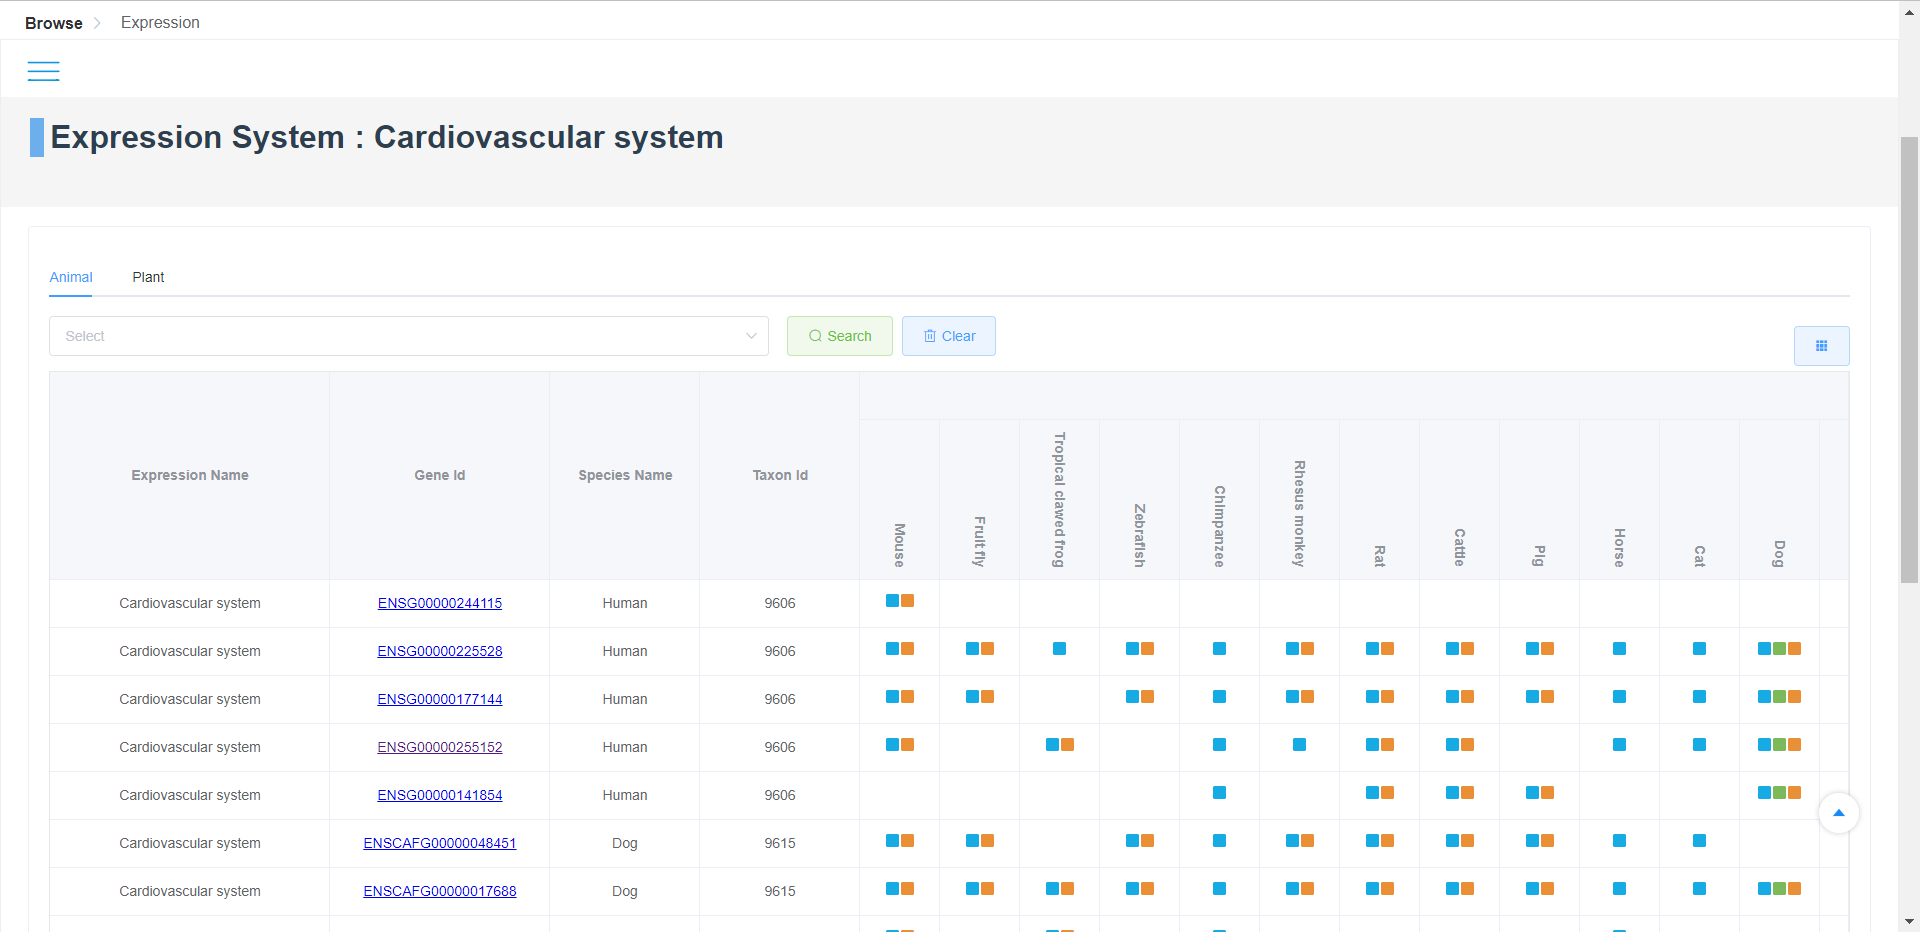 Browse > Expression
Expression System : Cardiovascular system
Animal Plant
Select Search Clear
Expression Name Gene Id Species Name Taxon Id Mouse Fruit fly Tropical clawed frog Zebrafish Chimpanzee Rhesus monkey Rat Cattle Pig Horse Cat Dog
Cardiovascular system ENSG00000244115 Human 9606
Cardiovascular system ENSG00000225528 Human 9606
Cardiovascular system ENSG00000177144 Human 9606
Cardiovascular system ENSG00000255152 Human 9606
Cardiovascular system ENSG00000141854 Human 9606
Cardiovascular system ENSCAFG00000048451 Dog 9615
Cardiovascular system ENSCAFG00000017688 Dog 9615